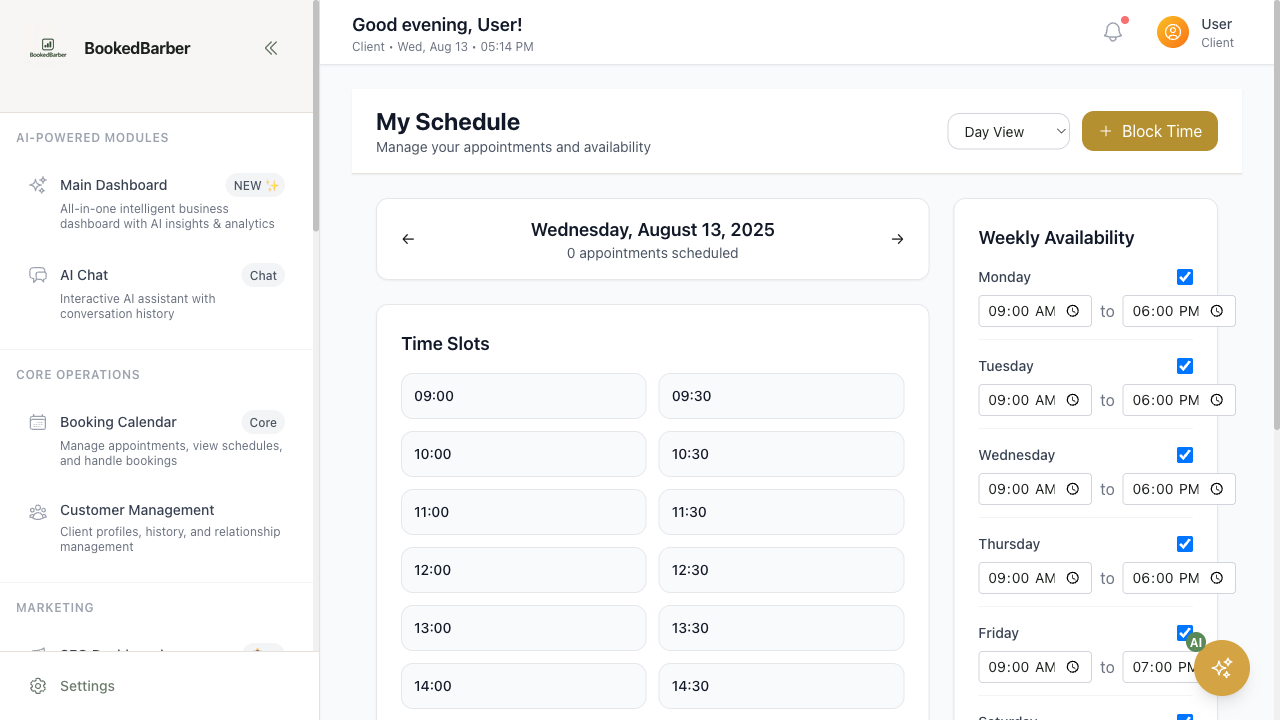 BookedBarber
BookedBarber
AI-POWERED MODULES
Main Dashboard
NEW ✨
All-in-one intelligent business
dashboard with AI insights & analytics
AI Chat
Chat
Interactive AI assistant with
conversation history
CORE OPERATIONS
Booking Calendar
Core
Manage appointments, view schedules,
and handle bookings
Customer Management
Client profiles, history, and relationship
management
MARKETING
Settings
Good evening, User!
Client • Wed, Aug 13 • 05:14 PM
User
Client
My Schedule
Manage your appointments and availability
Day View
+ Block Time
← Wednesday, August 13, 2025 →
0 appointments scheduled
Time Slots
09:00 09:30
10:00 10:30
11:00 11:30
12:00 12:30
13:00 13:30
14:00 14:30
Weekly Availability
Monday
09:00 AM to 06:00 PM
Tuesday
09:00 AM to 06:00 PM
Wednesday
09:00 AM to 06:00 PM
Thursday
09:00 AM to 06:00 PM
Friday
09:00 AM to 07:00 PM
AI